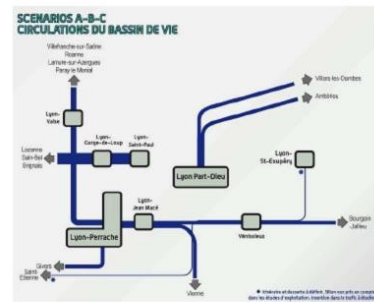 SCENARIOS A-B-C
CIRCULATIONS DU BASSIN DE VIE
Villefranche-sur-Saône
Roanne
Lamure-sur-Azergues
Paray le Monial
Villars les Dombes
Ambérieu
Lyon-
Vaise
Lyon-
Gorge-de-Loup
Lyon-
Saint-Paul
Lyon-
St-Exupéry
Lozanne
Sain-Bel
Brignais
Lyon Part-Dieu
Lyon-
Jean Macé
Lyon-Perrache
Vénissieux
Bourgoin
Jallieu
Givors
Saint
Etienne
Vienne